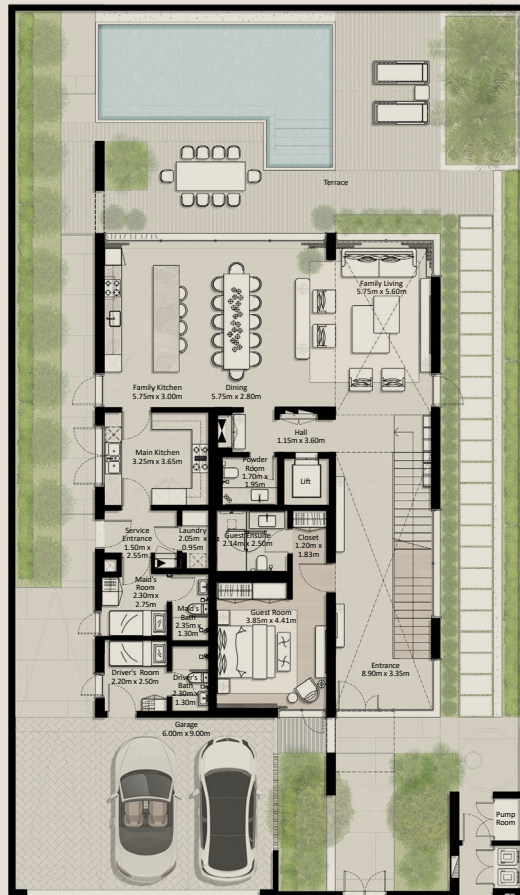 Terrace
Family Living
5.75m x 5.60m
Family Kitchen
5.75m x 3.00m
Dining
5.75m x 2.80m
Hall
1.15m x 3.60m
Main Kitchen
3.25m x 3.65m
Powder
Room
1.70m x
1.95m
Lift
Service
Entrance
1.50m x
2.55m
Laundry
2.05m x
0.95m
Guest Ensuite
2.14m x 2.50m
Closet
1.20m x
1.83m
Maid's
Room
2.30m x
2.75m
Maid's
Bath
2.35m x
1.30m
Guest Room
3.85m x 4.41m
Driver's Room
2.20m x 2.50m
Driver's
Bath
2.30m x
1.30m
Entrance
8.90m x 3.35m
Garage
6.00m x 9.00m
Pump
Room